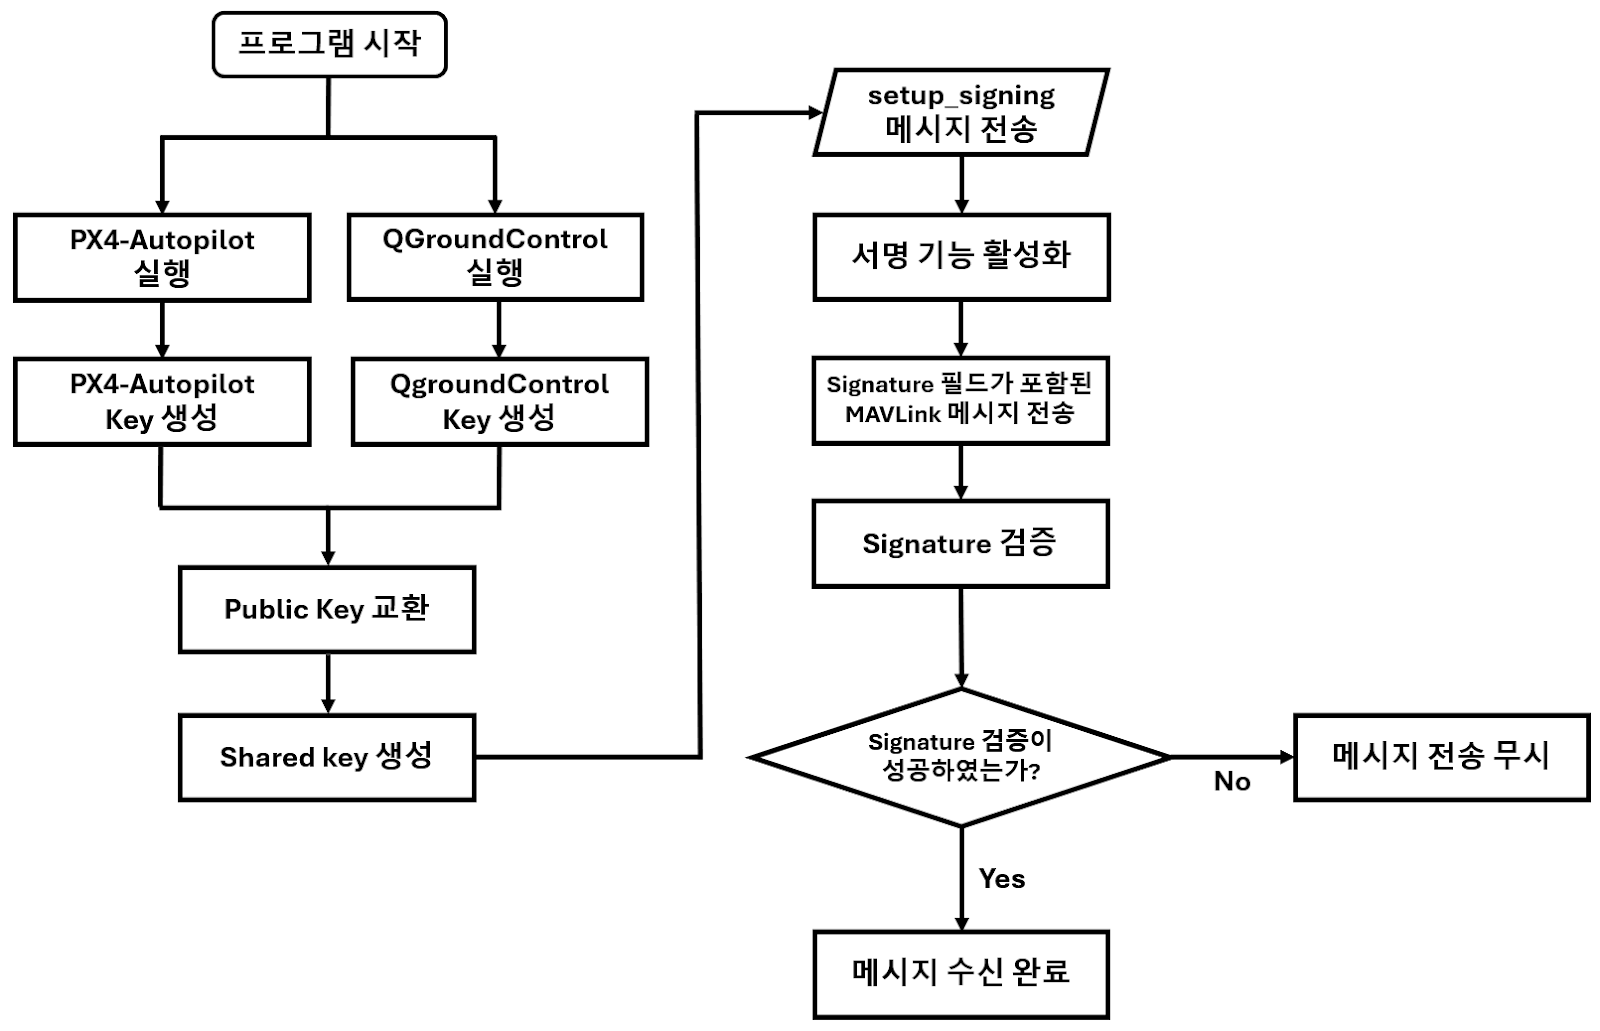 프로그램 시작
PX4-Autopilot
실행
QGroundControl
실행
PX4-Autopilot
Key 생성
QgroundControl
Key 생성
Public Key 교환
Shared key 생성
setup_signing
메시지 전송
서명 기능 활성화
Signature 필드가 포함된
MAVLink 메시지 전송
Signature 검증
Signature 검증이
성공하였는가?
No
메시지 전송 무시
Yes
메시지 수신 완료